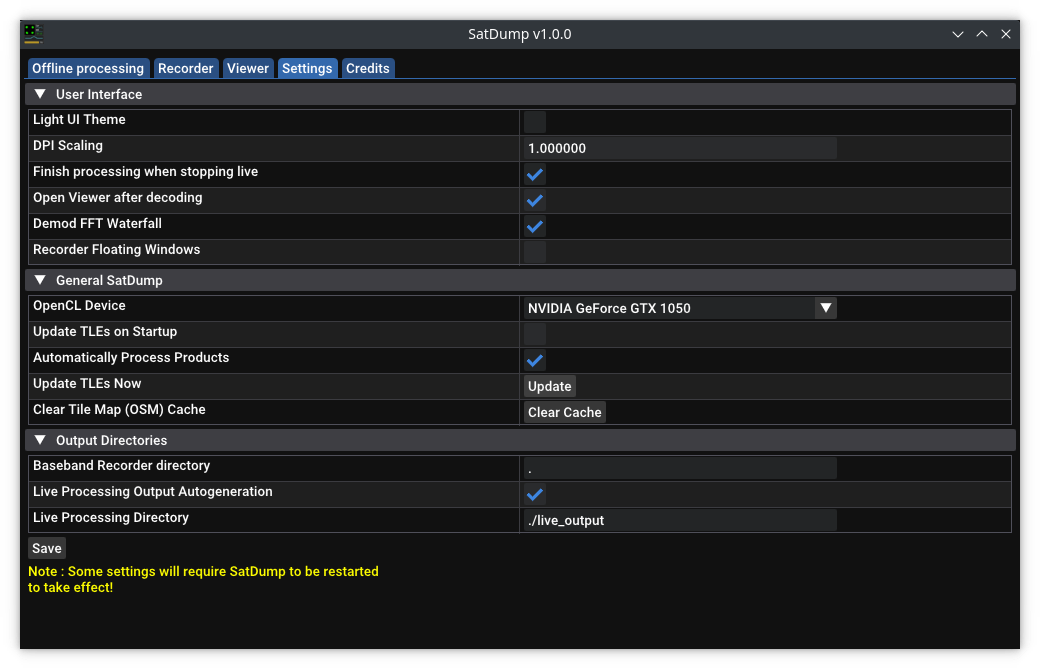 SatDump v1.0.0
Offline processing Recorder Viewer Settings Credits
User Interface
Light UI Theme
DPI Scaling 1.000000
Finish processing when stopping live
Open Viewer after decoding
Demod FFT Waterfall
Recorder Floating Windows
General SatDump
OpenCL Device NVIDIA GeForce GTX 1050
Update TLEs on Startup
Automatically Process Products
Update TLEs Now Update
Clear Tile Map (OSM) Cache Clear Cache
Output Directories
Baseband Recorder directory .
Live Processing Output Autogeneration
Live Processing Directory ./live_output
Save
Note : Some settings will require SatDump to be restarted
to take effect!